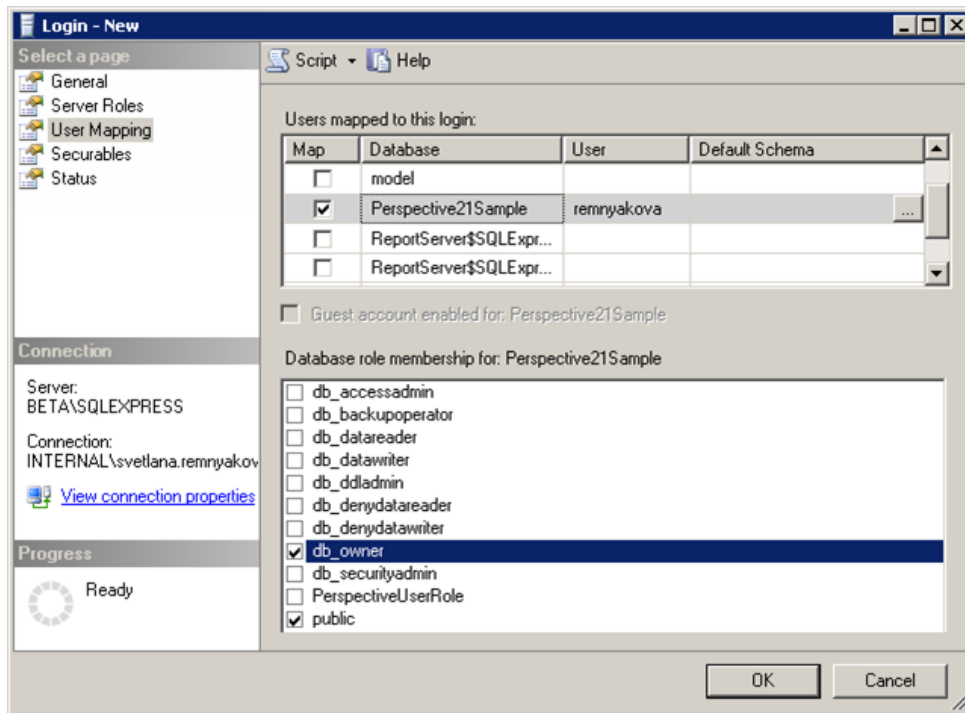 Login - New
Select a page
General
Server Roles
User Mapping
Securables
Status
Connection
Server:
BETA\SQLEXPRESS
Connection:
INTERNAL\svetlana.remnyakov
View connection properties
Progress
Ready
Script Help
Users mapped to this login:
Map Database User Default Schema
model
Perspective21Sample remnyakova ...
ReportServer$SQLExpr...
ReportServer$SQLExpr...
Guest account enabled for: Perspective21Sample
Database role membership for: Perspective21Sample
db_accessadmin
db_backupoperator
db_datareader
db_datawriter
db_ddladmin
db_denydatareader
db_denydatawriter
db_owner
db_securityadmin
PerspectiveUserRole
public
OK Cancel